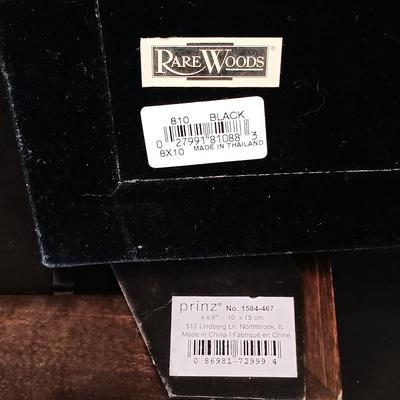 RARE WOODS®
810 BLACK
0 27991 81088 3
8X10 MADE IN THAILAND
prinz® No. 1584-467
4 x 6" - 10 x 15 cm
512 Lindberg Ln. Northbrook, IL
Made in China / Fabriqué en Chine
0 86981-72999 4